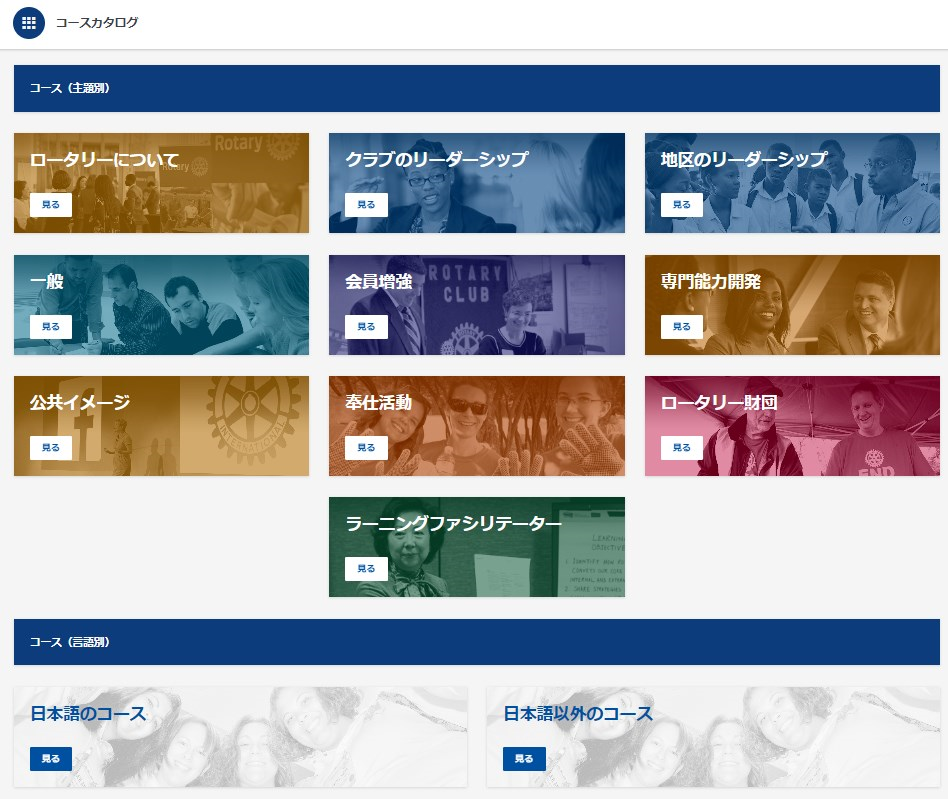 コースカタログ
コース（主題別）
ロータリーについて
Rotary
Rotary
見る
クラブのリーダーシップ
見る
地区のリーダーシップ
見る
一般
見る
会員増強
ROTARY
CLUB
見る
専門能力開発
見る
公共イメージ
f
INTERNATIONAL
見る
奉仕活動
見る
ロータリー財団
END
見る
ラーニングファシリテーター
LEARNING
OBJECTIVES
見る
コース（言語別）
日本語のコース
見る
日本語以外のコース
見る